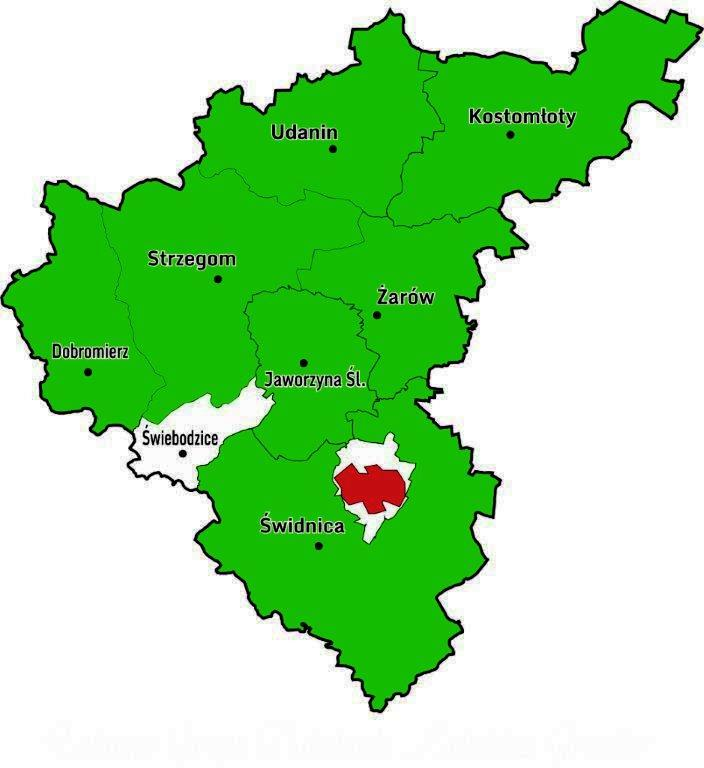 Udanin
Kostomłoty
Strzegom
Żarów
Dobromierz
Jaworzyna Śl.
Świebodzice
Świdnica